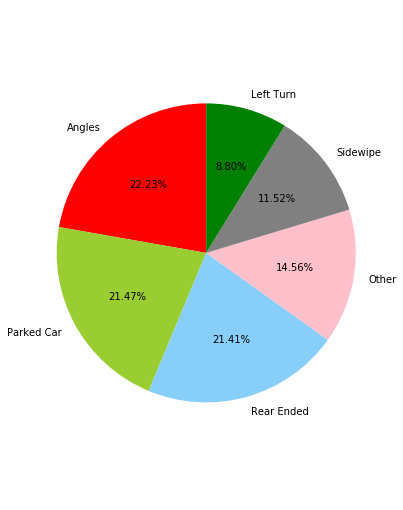 Left Turn
Angles
Sidewipe
8.80%
22.23%
11.52%
14.56%
Other
21.47%
Parked Car
21.41%
Rear Ended